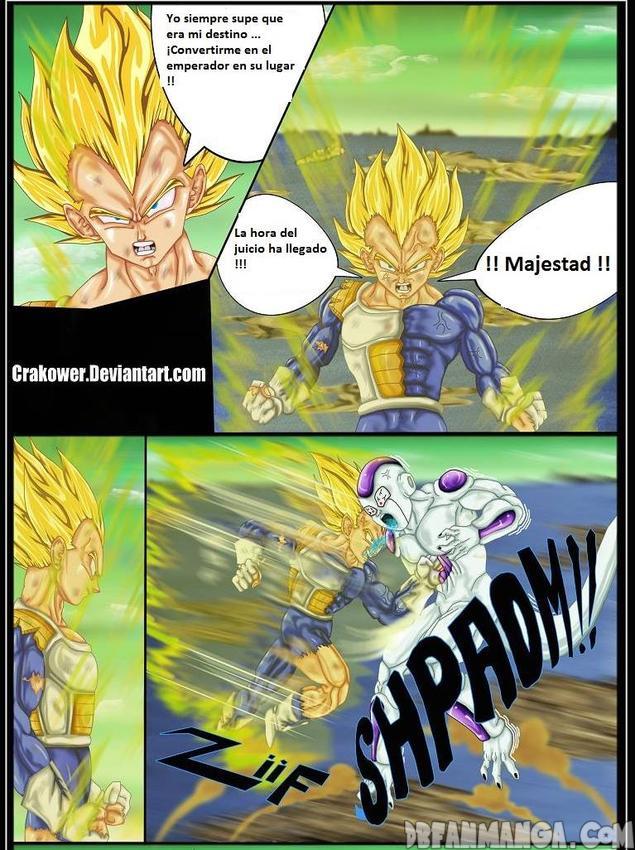 Yo siempre supe que
era mi destino ...
¡Convertirme en el
emperador en su lugar
!!
La hora del
juicio ha llegado
!!!
!! Majestad !!
Crakower.Deviantart.com
ZiiF
SHPAOM!!
DBFANMANGA.COM